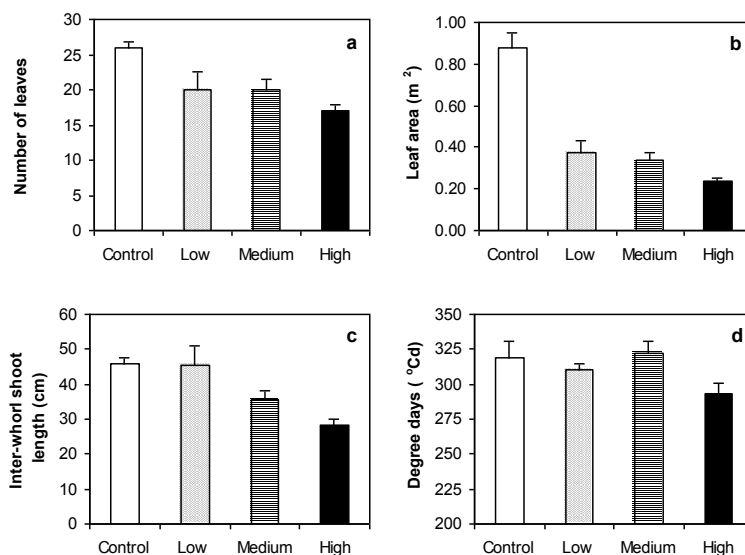 Number of leaves
30
25
20
15
10
5
0
a
Control Low Medium High
Leaf area (m ²)
1.00
0.80
0.60
0.40
0.20
0.00
b
Control Low Medium High
Inter-whorl shoot
length (cm)
60
50
40
30
20
10
0
c
Control Low Medium High
Degree days ( ºCd)
350
325
300
275
250
225
200
d
Control Low Medium High